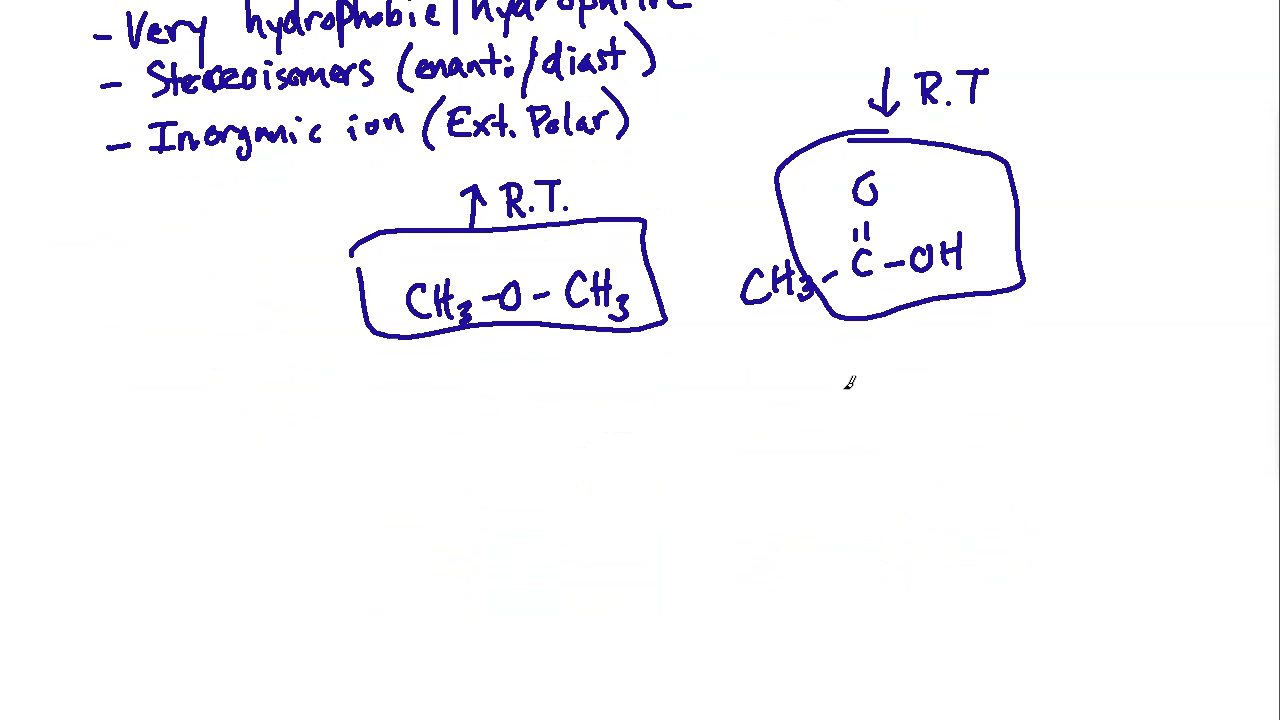 - Very hydrophobic/hydrophilic
- Stereoisomers (enanti/diast)
- Inorganic ion (Ext. Polar)
↓ R.T
↑ R.T.
O
||
CH3-C-OH
CH3-O-CH3